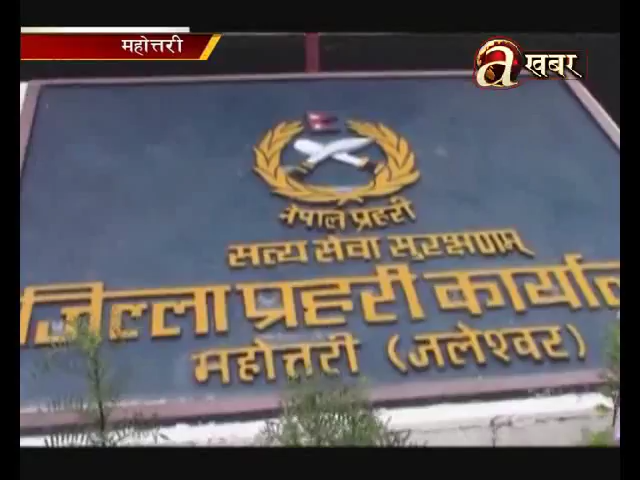 महोत्तरी
a खबर
नेपाल प्रहरी
सत्य सेवा सुरक्षणम्
जिल्ला प्रहरी कार्याल
महोत्तरी (जलेश्वर)